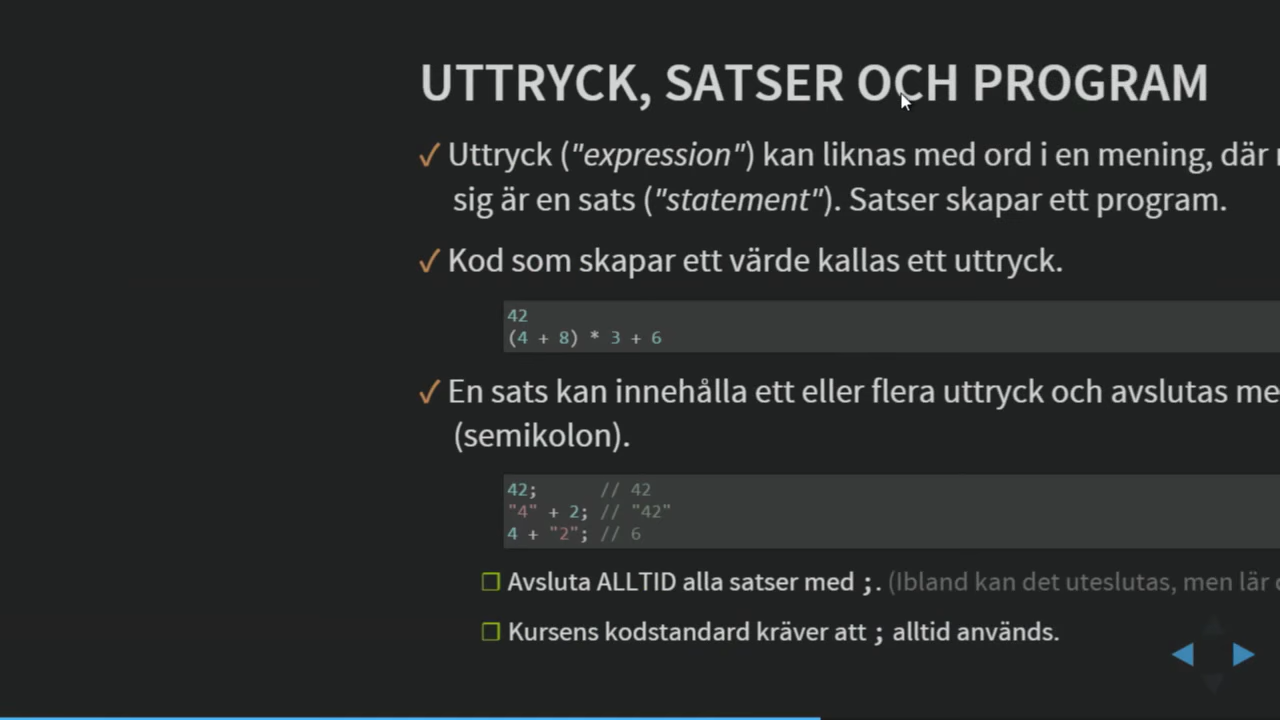 UTTRYCK, SATSER OCH PROGRAM
✓ Uttryck ("expression") kan liknas med ord i en mening, där
sig är en sats ("statement"). Satser skapar ett program.
✓ Kod som skapar ett värde kallas ett uttryck.
42
(4 + 8) * 3 + 6
✓ En sats kan innehålla ett eller flera uttryck och avslutas
(semikolon).
42; // 42
"4" + 2; // "42"
4 + "2"; // 6
❒ Avsluta ALLTID alla satser med ;. (Ibland kan det uteslutas, men lär
❒ Kursens kodstandard kräver att ; alltid används.